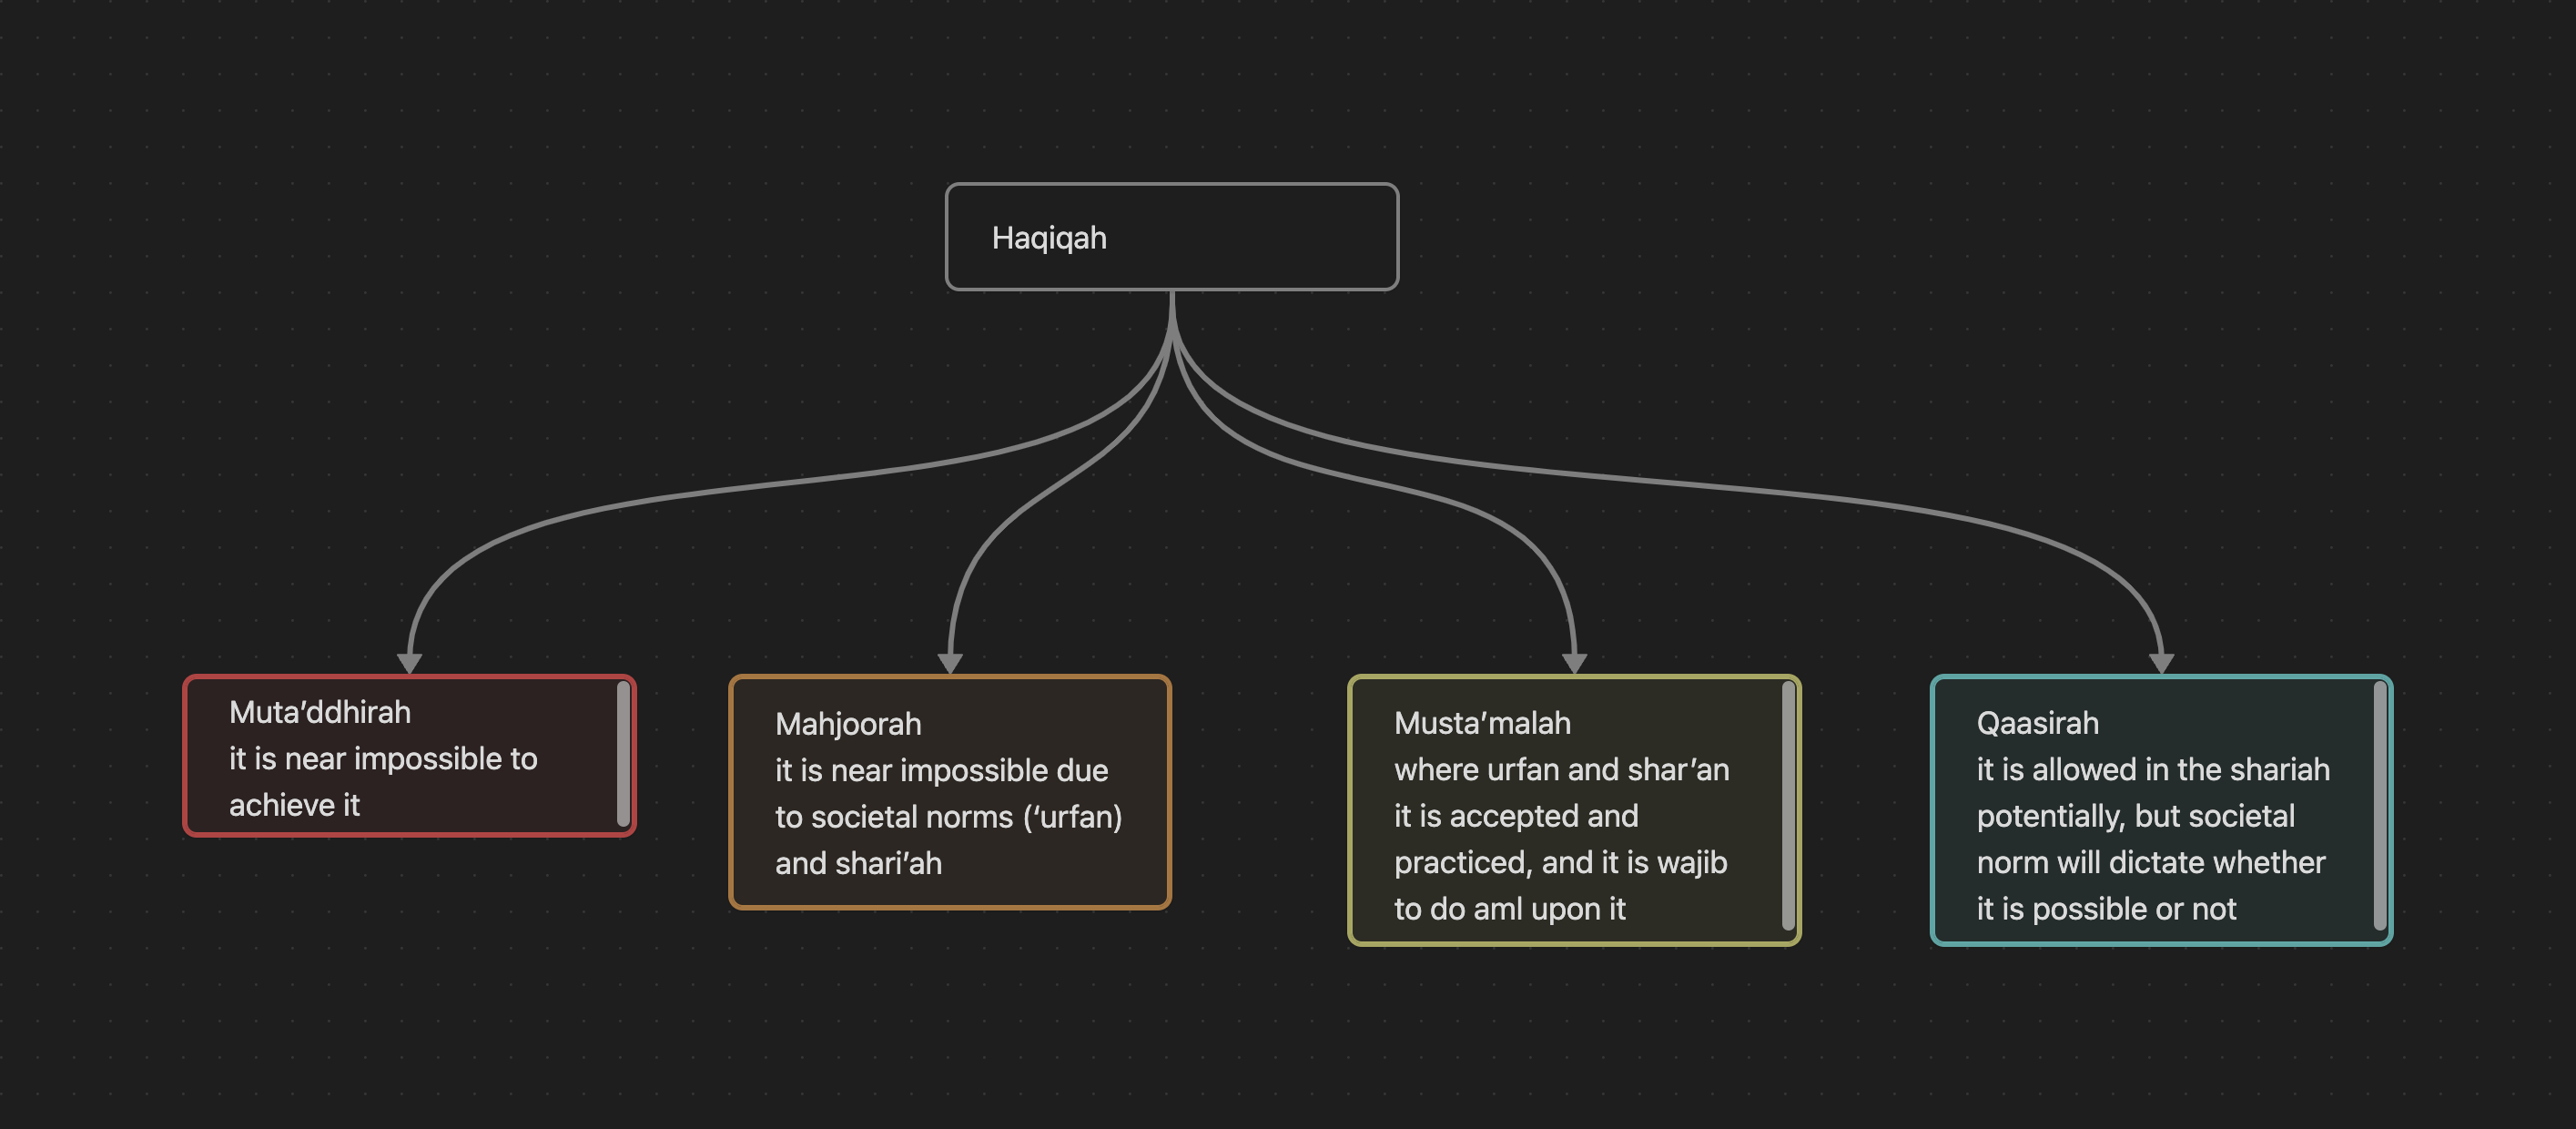 Haqiqah
Muta’ddhirah
it is near impossible to
achieve it
Mahjoorah
it is near impossible due
to societal norms (‘urfan)
and shari’ah
Musta’malah
where urfan and shar’an
it is accepted and
practiced, and it is wajib
to do aml upon it
Qaasirah
it is allowed in the shariah
potentially, but societal
norm will dictate whether
it is possible or not